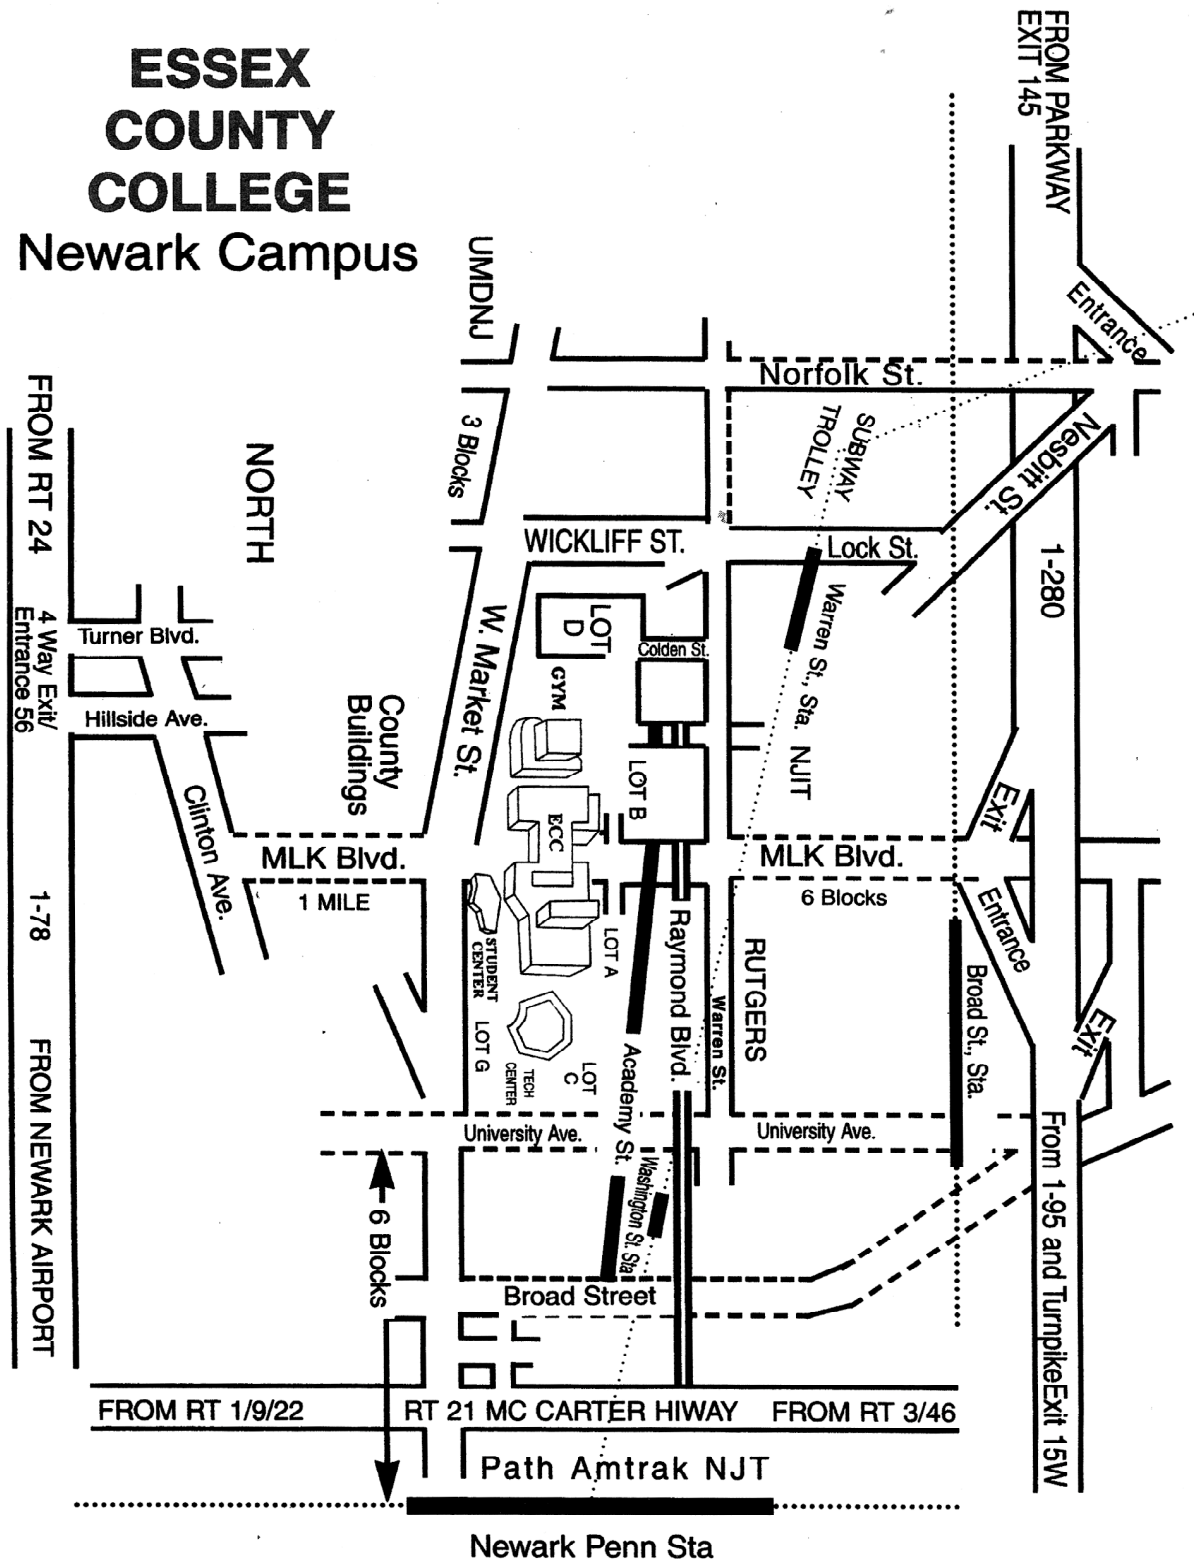 ESSEX
COUNTY
COLLEGE
Newark Campus
FROM PARKWAY
EXIT 145
UMDNJ
Entrance
Norfolk St.
FROM RT 24
NORTH
3 Blocks
SUBWAY
TROLLEY
Nesbitt St.
WICKLIFF ST.
Lock St.
1-280
4 Way Exit/
Entrance 56
Turner Blvd.
Hillside Ave.
W. Market St.
LOT
D
Colden St.
Warren St., Sta.
NJIT
GYM
County
Buildings
LOT B
Exit
Clinton Ave.
ECC
MLK Blvd.
1 MILE
MLK Blvd.
6 Blocks
Entrance
1-78
STUDENT
CENTER
LOT A
Raymond Blvd.
RUTGERS
Warren St.
Broad St., Sta.
Exit
FROM NEWARK AIRPORT
LOT G
TECH
CENTER
LOT
C
Academy St.
University Ave.
University Ave.
Washington St. Sta
6 Blocks
Broad Street
From 1-95 and TurnpikeExit 15W
FROM RT 1/9/22
RT 21 MC CARTER HIWAY
FROM RT 3/46
Path Amtrak NJT
Newark Penn Sta